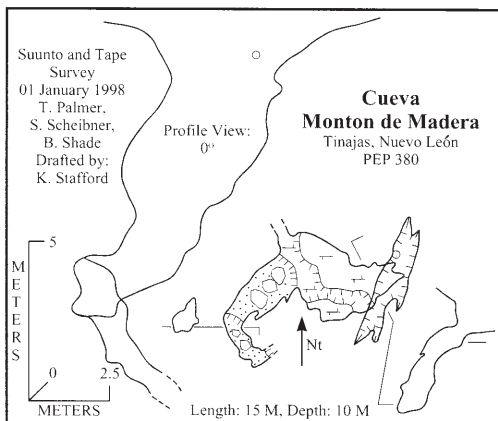 Suunto and Tape
Survey
01 January 1998
T. Palmer,
S. Scheibner,
B. Shade
Drafted by:
K. Stafford
Profile View:
0°
Cueva
Monton de Madera
Tinajas, Nuevo León
PEP 380
5
METERS
0
2.5
METERS
Nt
Length: 15 M, Depth: 10 M